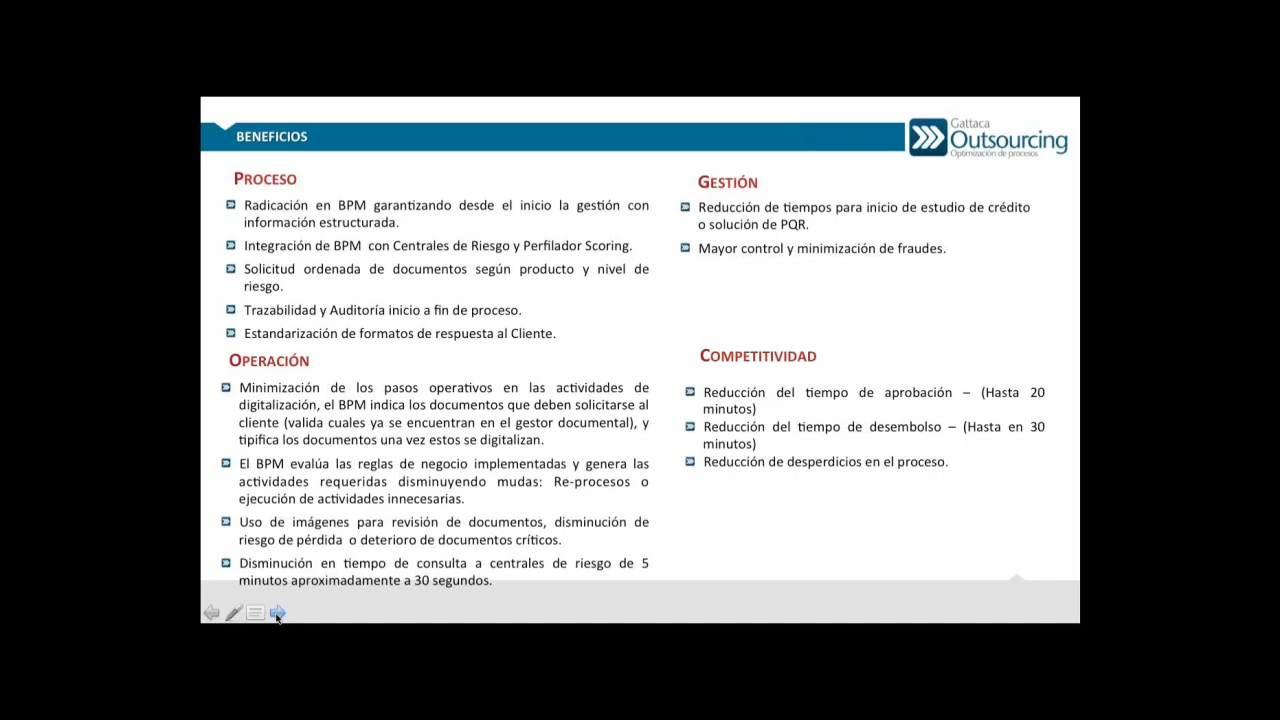 BENEFICIOS
Gattaca
Outsourcing
Optimización de procesos
PROCESO
Radicación en BPM garantizando desde el inicio la gestión con
información estructurada.
Integración de BPM con Centrales de Riesgo y Perfilador Scoring.
Solicitud ordenada de documentos según producto y nivel de
riesgo.
Trazabilidad y Auditoría inicio a fin de proceso.
Estandarización de formatos de respuesta al Cliente.
OPERACIÓN
Minimización de los pasos operativos en las actividades de
digitalización, el BPM indica los documentos que deben solicitarse al
cliente (valida cuales ya se encuentran en el gestor documental), y
tipifica los documentos una vez estos se digitalizan.
El BPM evalúa las reglas de negocio implementadas y genera las
actividades requeridas disminuyendo mudas: Re-procesos o
ejecución de actividades innecesarias.
Uso de imágenes para revisión de documentos, disminución de
riesgo de pérdida o deterioro de documentos críticos.
Disminución en tiempo de consulta a centrales de riesgo de 5
minutos aproximadamente a 30 segundos.
GESTIÓN
Reducción de tiempos para inicio de estudio de crédito
o solución de PQR.
Mayor control y minimización de fraudes.
COMPETITIVIDAD
Reducción del tiempo de aprobación – (Hasta 20
minutos)
Reducción del tiempo de desembolso – (Hasta en 30
minutos)
Reducción de desperdicios en el proceso.